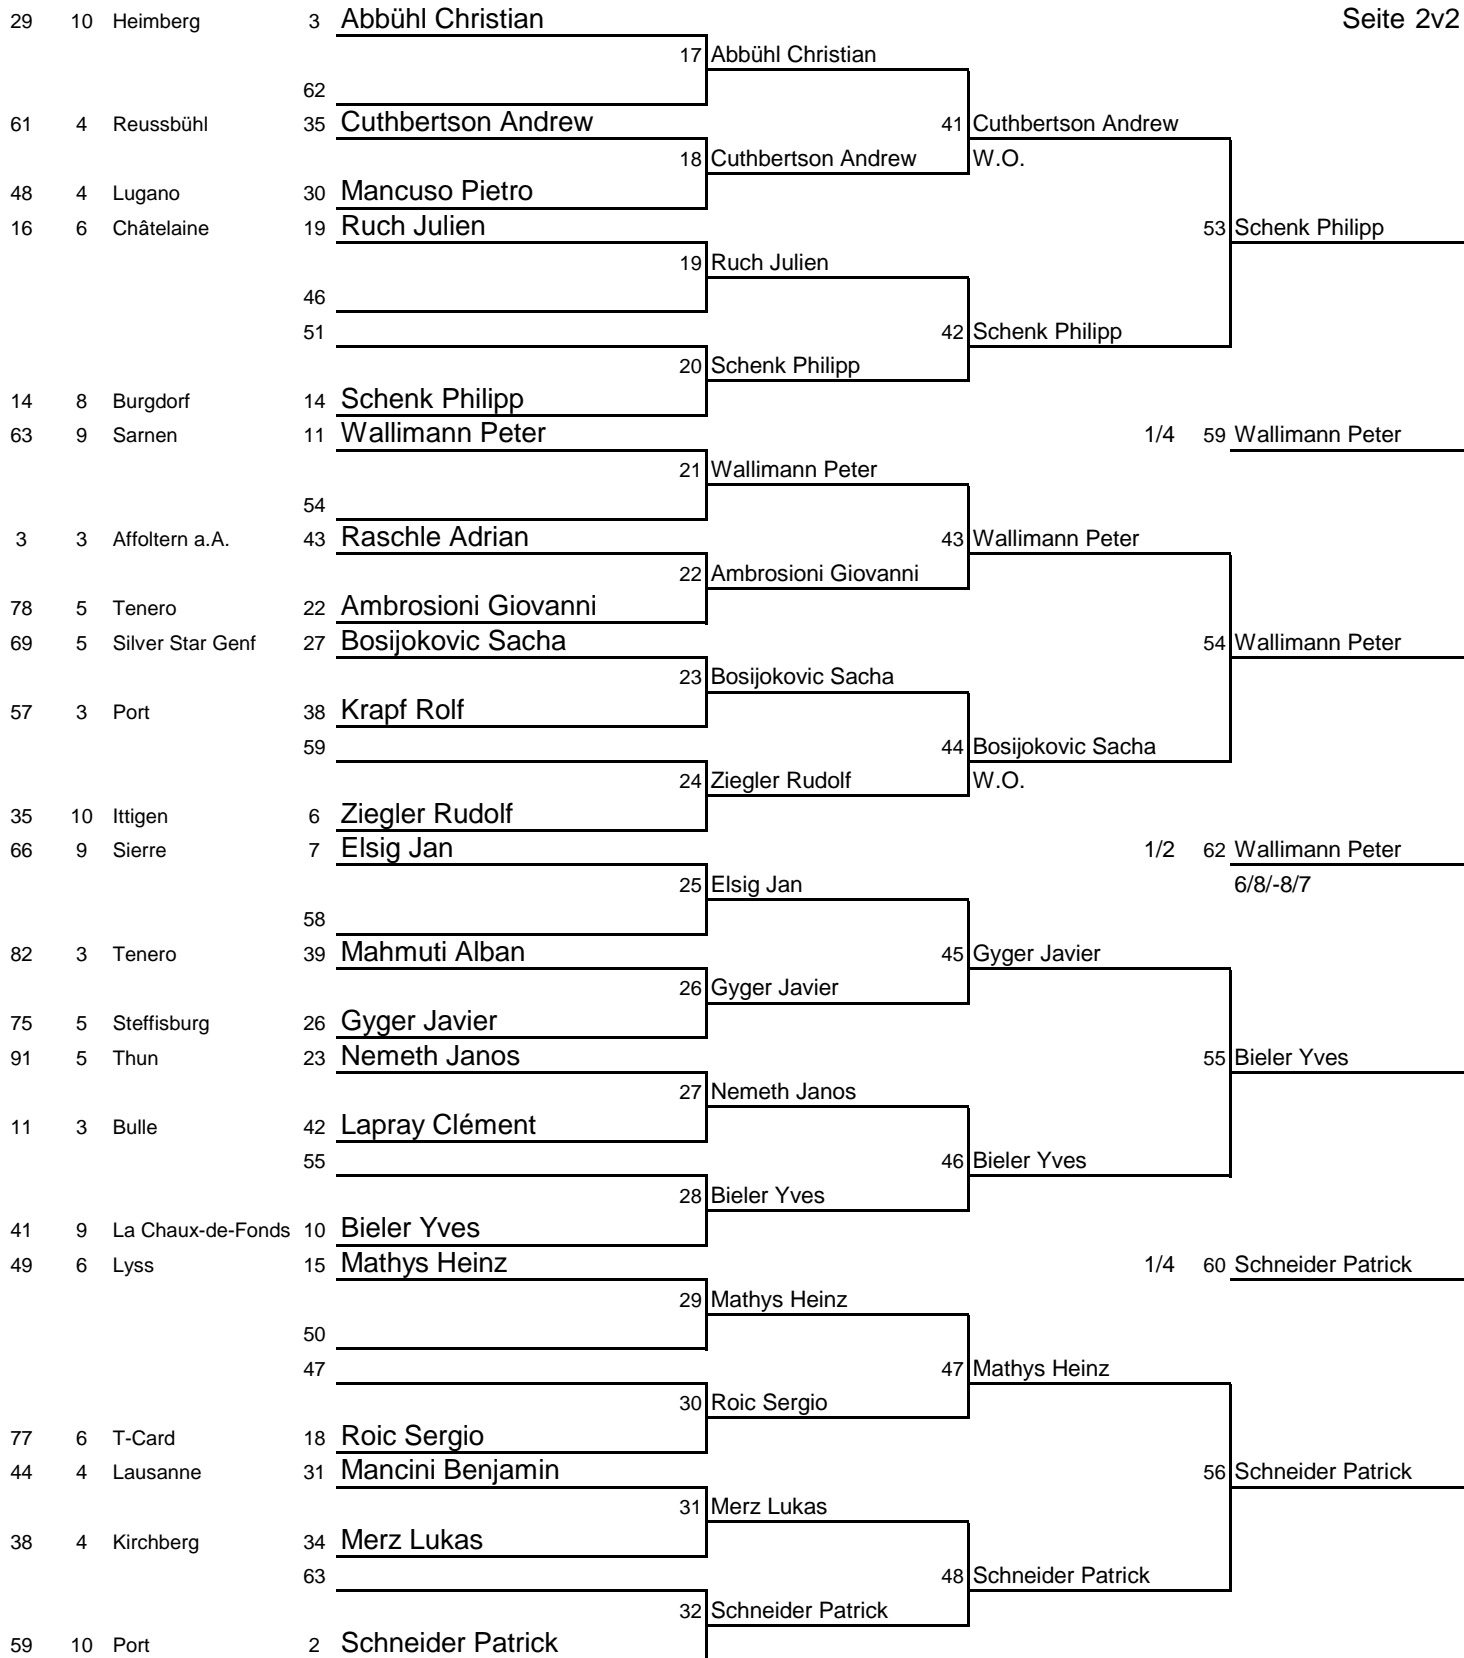 29 10 Heimberg 3 Abbühl Christian Seite 2v2
17 Abbühl Christian
62
61 4 Reussbühl 35 Cuthbertson Andrew 41 Cuthbertson Andrew
18 Cuthbertson Andrew W.O.
48 4 Lugano 30 Mancuso Pietro
16 6 Châtelaine 19 Ruch Julien 53 Schenk Philipp
19 Ruch Julien
46
51 42 Schenk Philipp
20 Schenk Philipp
14 8 Burgdorf 14 Schenk Philipp
63 9 Sarnen 11 Wallimann Peter 1/4 59 Wallimann Peter
21 Wallimann Peter
54
3 3 Affoltern a.A. 43 Raschle Adrian 43 Wallimann Peter
22 Ambrosioni Giovanni
78 5 Tenero 22 Ambrosioni Giovanni
69 5 Silver Star Genf 27 Bosijokovic Sacha 54 Wallimann Peter
23 Bosijokovic Sacha
57 3 Port 38 Krapf Rolf
59 44 Bosijokovic Sacha
24 Ziegler Rudolf W.O.
35 10 Ittigen 6 Ziegler Rudolf
66 9 Sierre 7 Elsig Jan 1/2 62 Wallimann Peter
25 Elsig Jan 6/8/-8/7
58
82 3 Tenero 39 Mahmuti Alban 45 Gyger Javier
26 Gyger Javier
75 5 Steffisburg 26 Gyger Javier
91 5 Thun 23 Nemeth Janos 55 Bieler Yves
27 Nemeth Janos
11 3 Bulle 42 Lapray Clément
55 46 Bieler Yves
28 Bieler Yves
41 9 La Chaux-de-Fonds 10 Bieler Yves
49 6 Lyss 15 Mathys Heinz 1/4 60 Schneider Patrick
29 Mathys Heinz
50
47 47 Mathys Heinz
30 Roic Sergio
77 6 T-Card 18 Roic Sergio
44 4 Lausanne 31 Mancini Benjamin 56 Schneider Patrick
31 Merz Lukas
38 4 Kirchberg 34 Merz Lukas
63 48 Schneider Patrick
32 Schneider Patrick
59 10 Port 2 Schneider Patrick